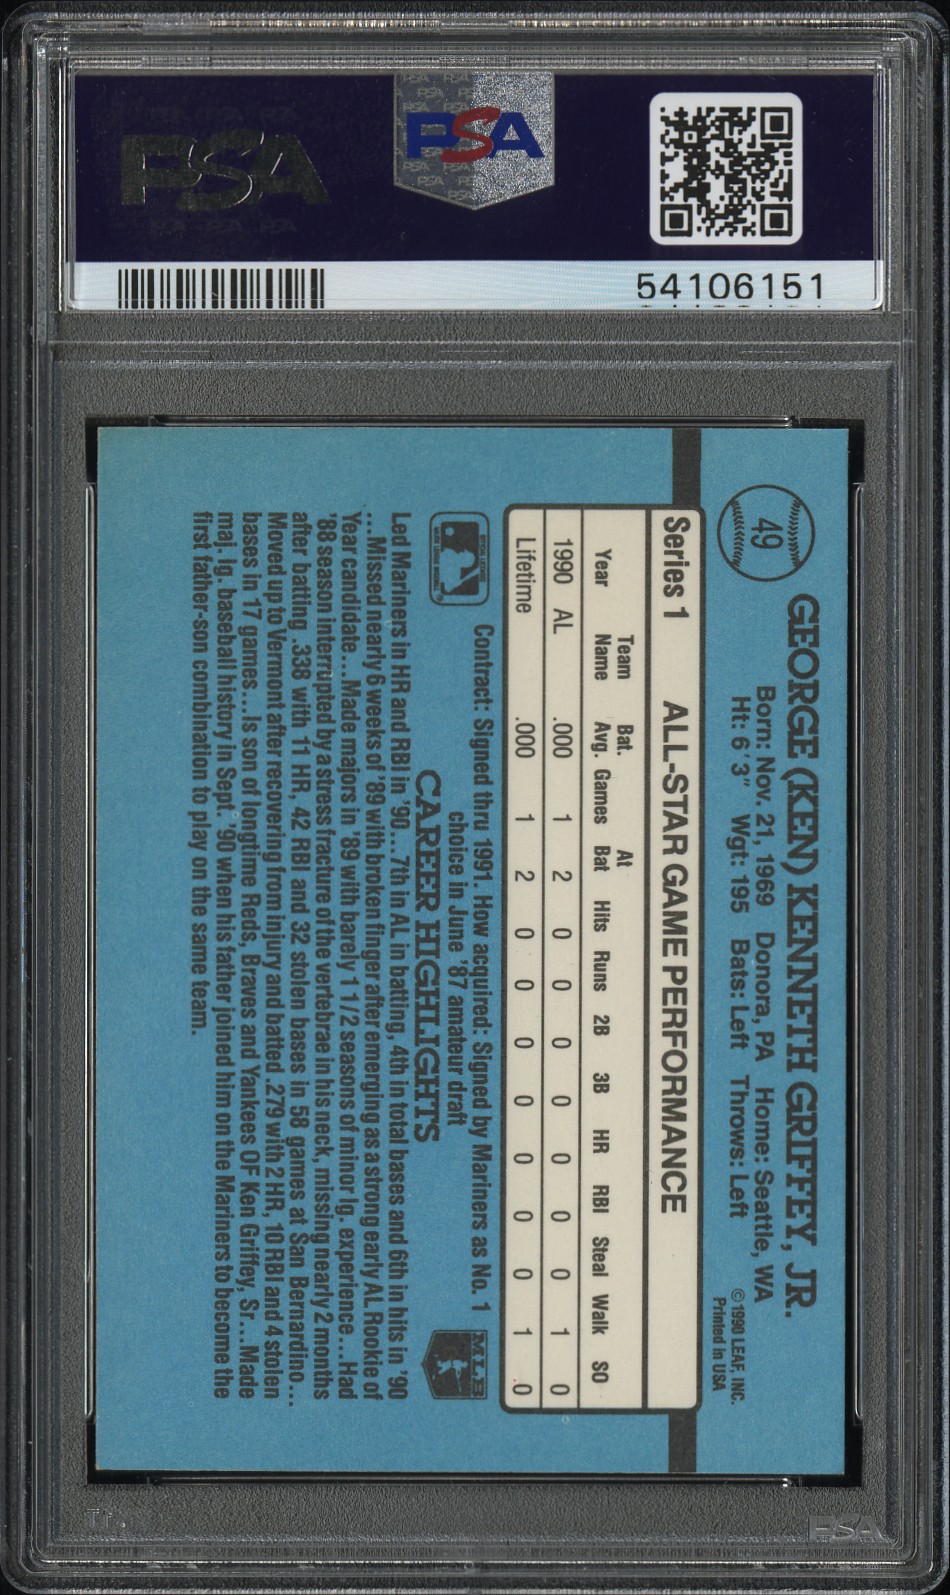 PSA
PSA
54106151
49
GEORGE (KEN) KENNETH GRIFFEY, JR.
Born: Nov. 21, 1969 Donora, PA Home: Seattle, WA
Ht: 6'3" Wgt: 195 Bats: Left Throws: Left
©1990 LEAF, INC.
Printed in USA
Series 1 ALL-STAR GAME PERFORMANCE
Year Team Name Bat. Avg. Games At Bat Hits Runs 2B 3B HR RBI Steal Walk SO
1990 AL .000 1 2 0 0 0 0 0 0 0 1 0
Lifetime .000 1 2 0 0 0 0 0 0 0 1 0
Contract: Signed thru 1991. How acquired: Signed by Mariners as No. 1
choice in June '87 amateur draft
MLB
CAREER HIGHLIGHTS
Led Mariners in HR and RBI in '90...7th in AL in batting, 4th in total bases and 6th in hits in '90
...Missed nearly 6 weeks of '89 with broken finger after emerging as a strong early AL Rookie of
Year candidate...Made majors in '89 with barely 1 1/2 seasons of minor lg. experience...Had
'88 season interrupted by a stress fracture of the vertebrae in his neck, missing nearly 2 months
after batting .338 with 11 HR, 42 RBI and 32 stolen bases in 58 games at San Bernardino...
Moved up to Vermont after recovering from injury and batted .279 with 2 HR, 10 RBI and 4 stolen
bases in 17 games...Is son of longtime Reds, Braves and Yankees OF Ken Griffey, Sr...Made
maj. lg. baseball history in Sept. '90 when his father joined him on the Mariners to become the
first father-son combination to play on the same team.
PSA